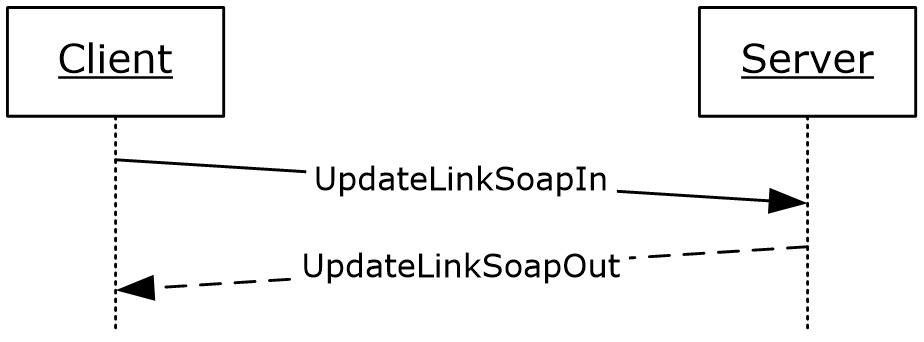 Client
Server
UpdateLinkSoapIn
UpdateLinkSoapOut